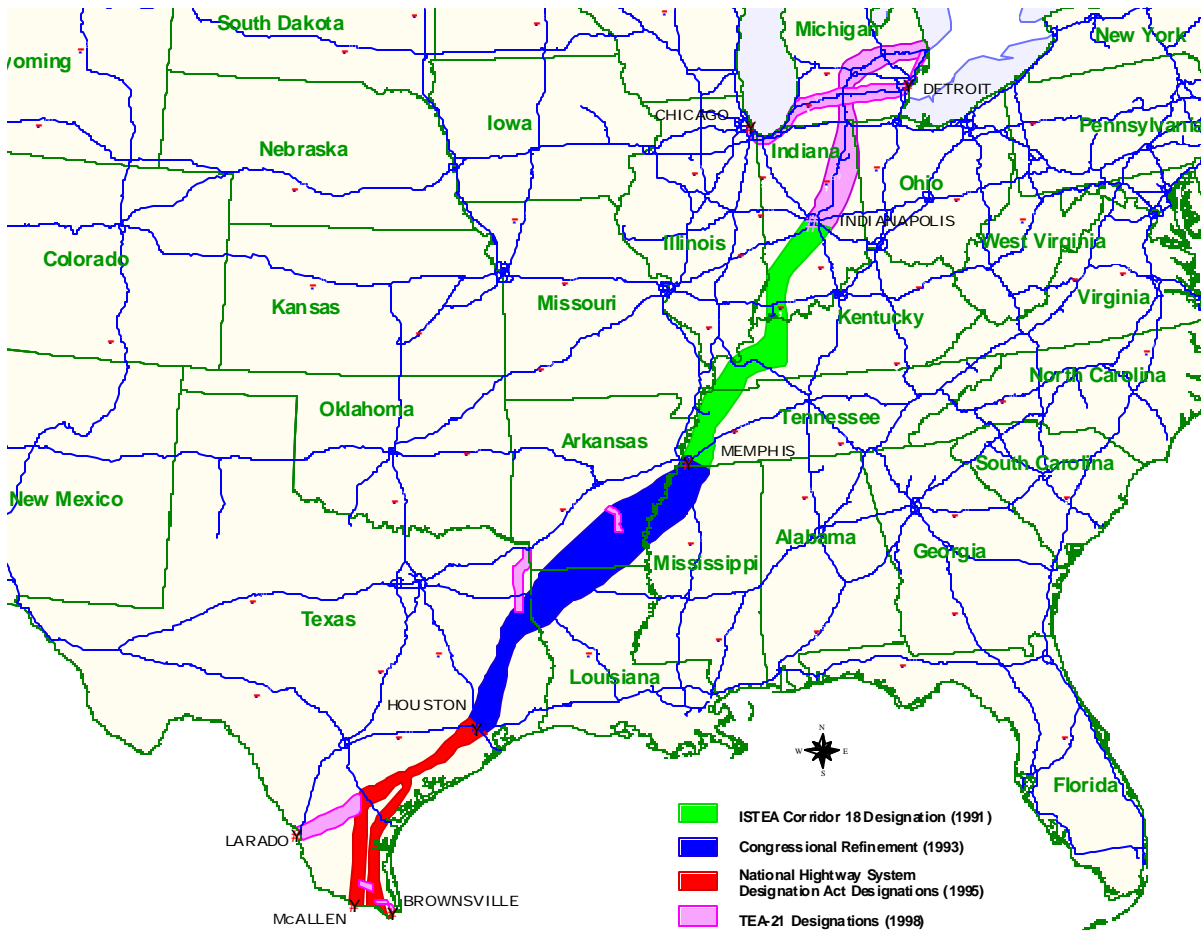 South Dakota
Michigan
New York
yoming
DETROIT
CHICAGO
Iowa
Pennsylvania
Nebraska
Indiana
Ohio
INDIANAPOLIS
Illinois
West Virginia
Colorado
Kansas
Missouri
Virginia
Kentucky
North Carolina
Oklahoma
Tennessee
Arkansas
MEMPHIS
South Carolina
New Mexico
Alabama
Georgia
Mississippi
Texas
Louisiana
HOUSTON
N
W E
S
Florida
ISTEA Corridor 18 Designation (1991)
LARADO
Congressional Refinement (1993)
National Hightway System
Designation Act Designations (1995)
BROWNSVILLE
McALLEN
TEA-21 Designations (1998)